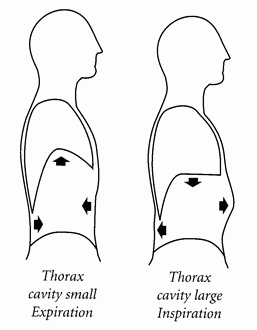 Thorax
cavity small
Expiration
Thorax
cavity large
Inspiration